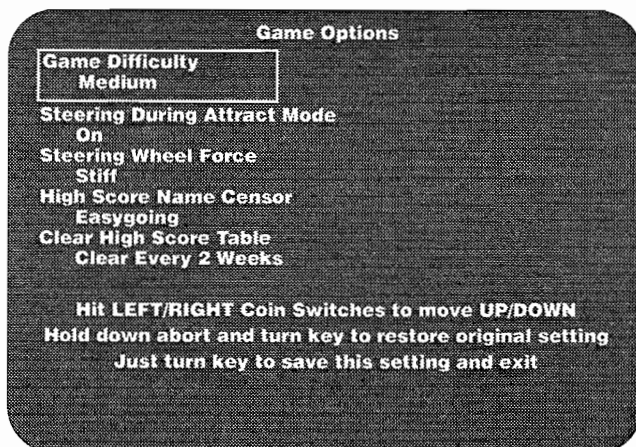 Game Options
Game Difficulty
Medium
Steering During Attract Mode
On
Steering Wheel Force
Stiff
High Score Name Censor
Easygoing
Clear High Score Table
Clear Every 2 Weeks
Hit LEFT/RIGHT Coin Switches to move UP/DOWN
Hold down abort and turn key to restore original setting
Just turn key to save this setting and exit